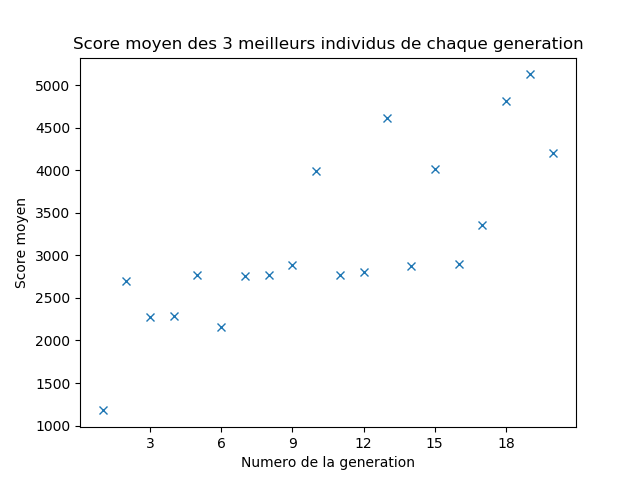 Score moyen des 3 meilleurs individus de chaque generation
Score moyen
5000
4500
4000
3500
3000
2500
2000
1500
1000
3 6 9 12 15 18
Numero de la generation